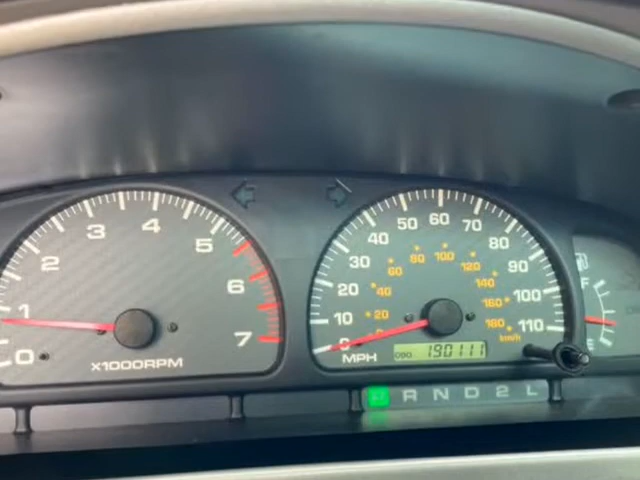 0 1 2 3 4 5 6 7
x1000RPM
0 10 20 30 40 50 60 70 80 90 100 110
20 40 60 80 100 120 140 160 180
km/h
MPH
ODO 190111
R N D 2 L
F
E